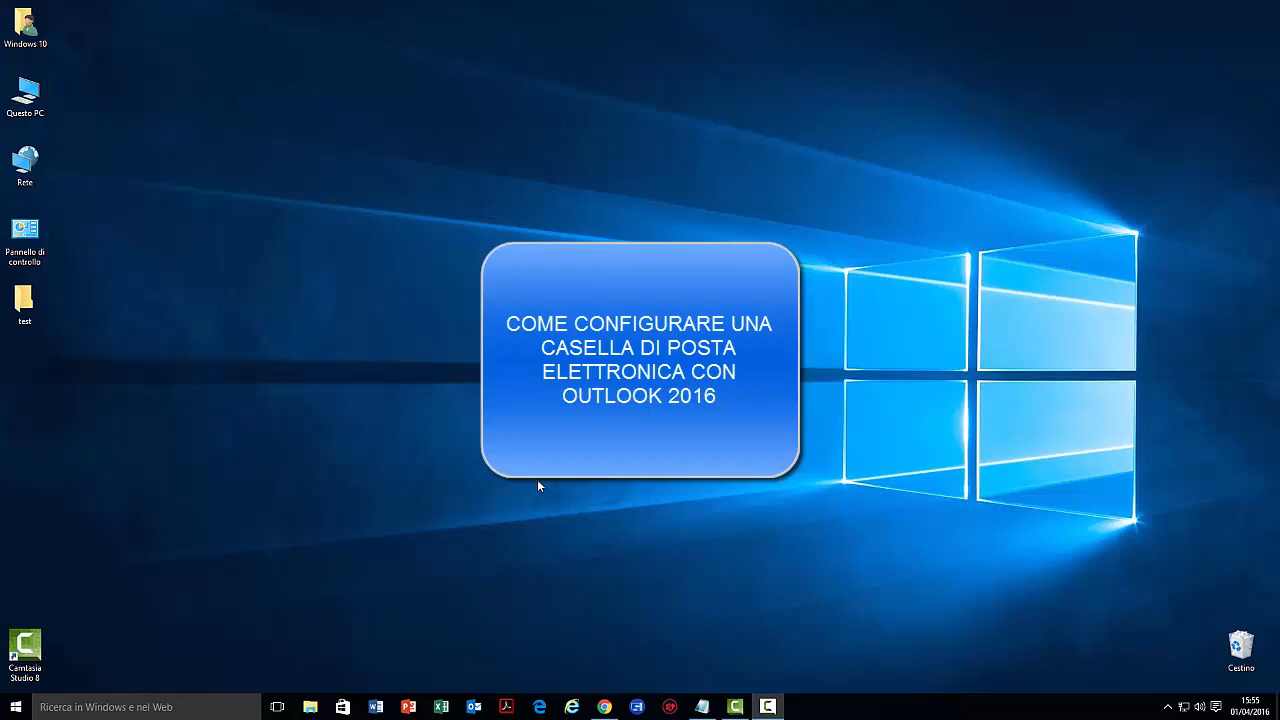 Windows 10
Questo PC
Rete
Pannello di
controllo
test
COME CONFIGURARE UNA
CASELLA DI POSTA
ELETTRONICA CON
OUTLOOK 2016
Camtasia
Studio 8
Cestino
Ricerca in Windows e nel Web
15:55
01/04/2016